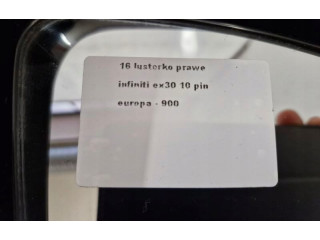 16 lusterko prawe
infiniti ex30 10 pin
europa - 900